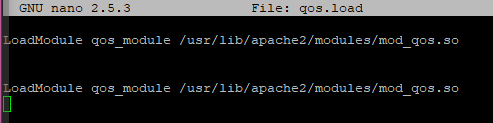 GNU nano 2.5.3 File: qos.load
LoadModule qos_module /usr/lib/apache2/modules/mod_qos.so
LoadModule qos_module /usr/lib/apache2/modules/mod_qos.so